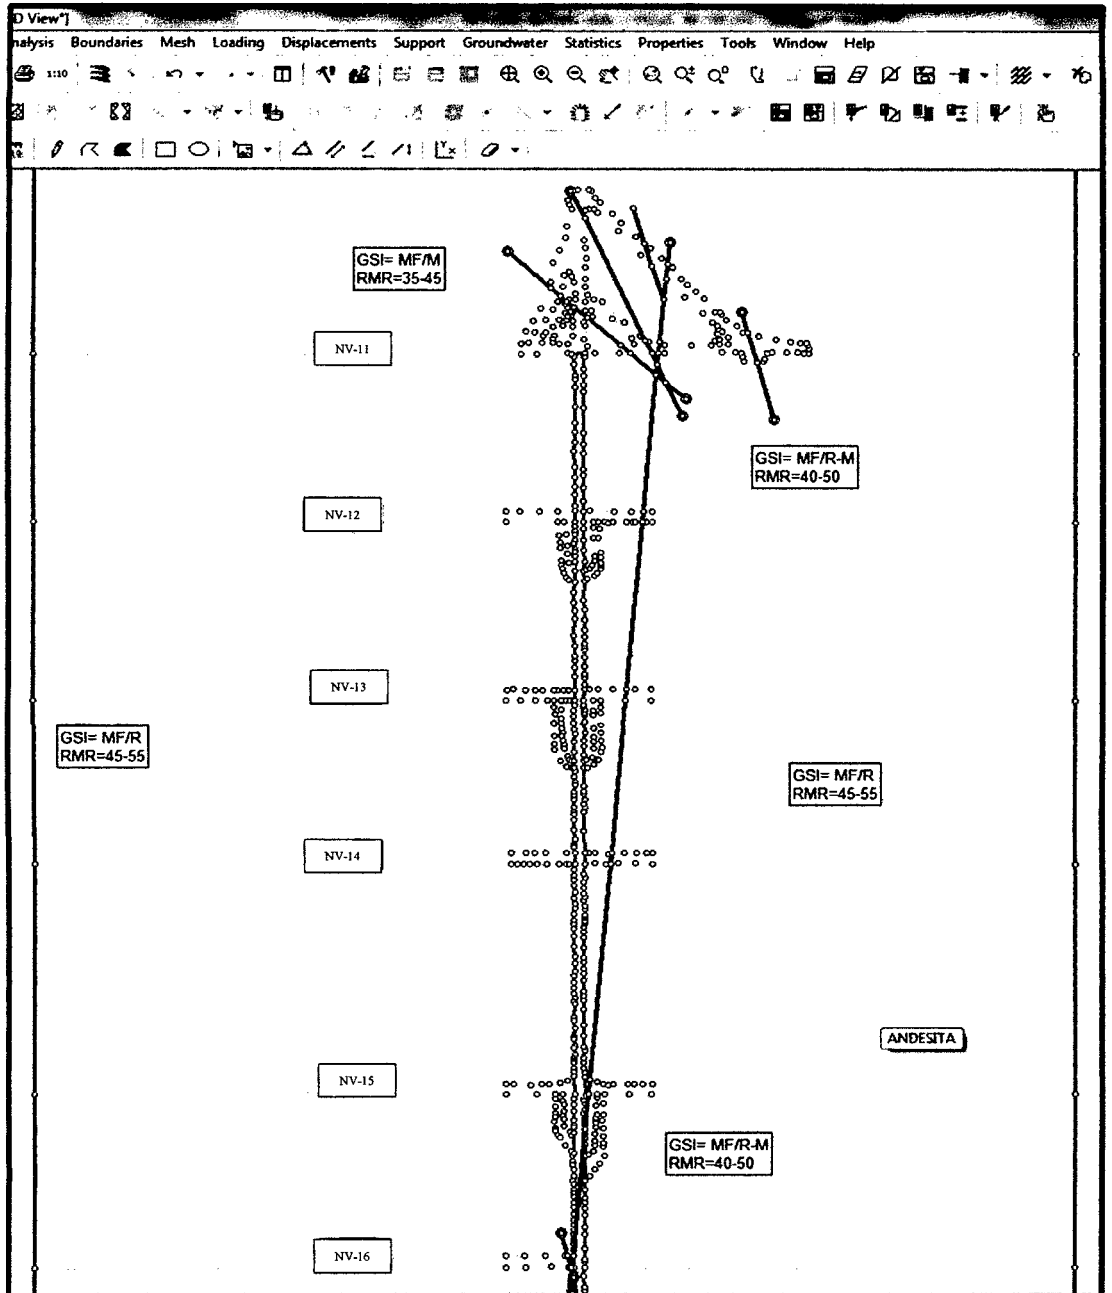 D View*]
nalysis Boundaries Mesh Loading Displacements Support Groundwater Statistics Properties Tools Window Help
1:10
GSI= MF/M
RMR=35-45
NV-11
GSI= MF/R-M
RMR=40-50
NV-12
NV-13
GSI= MF/R
RMR=45-55
GSI= MF/R
RMR=45-55
NV-14
ANDESITA
NV-15
GSI= MF/R-M
RMR=40-50
NV-16